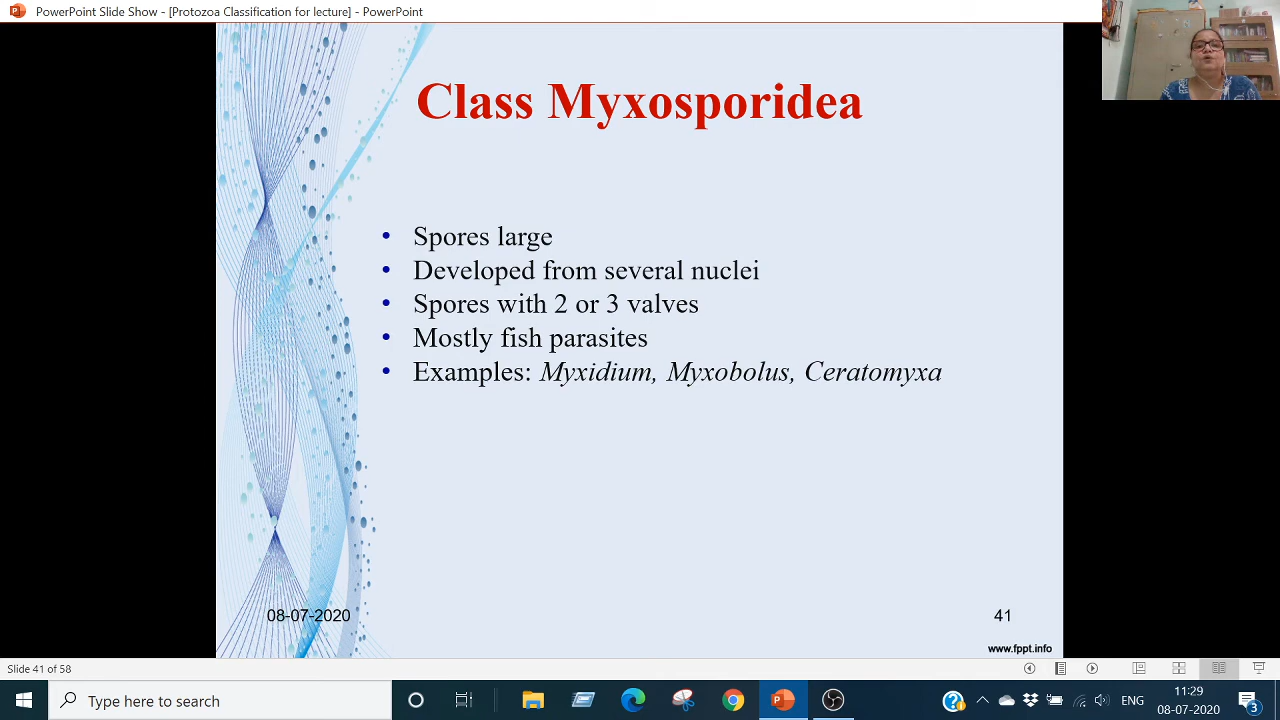 PowerPoint Slide Show - [Protozoa Classification for lecture] - PowerPoint
Class Myxosporidea
• Spores large
• Developed from several nuclei
• Spores with 2 or 3 valves
• Mostly fish parasites
• Examples: Myxidium, Myxobolus, Ceratomyxa
08-07-2020
41
www.fppt.info
Slide 41 of 58
Type here to search
ENG
11:29
08-07-2020
3